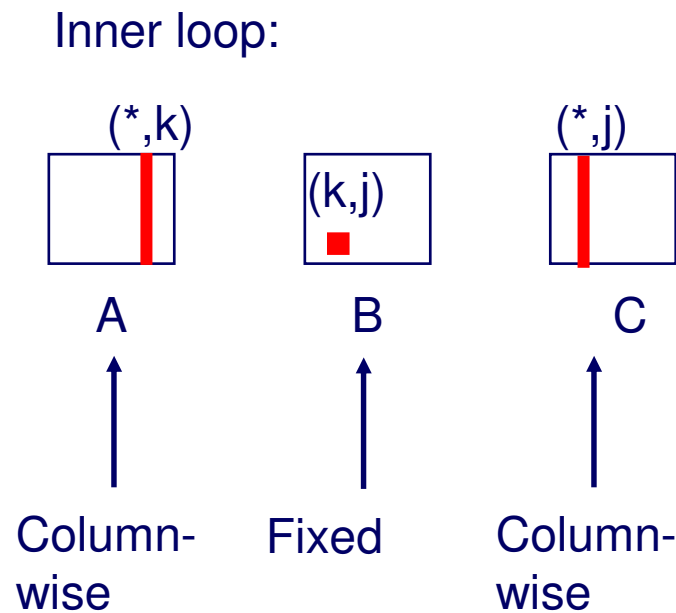 Inner loop:
(*,k)
(*,j)
(k,j)
A
B
C
Column-
wise
Fixed
Column-
wise